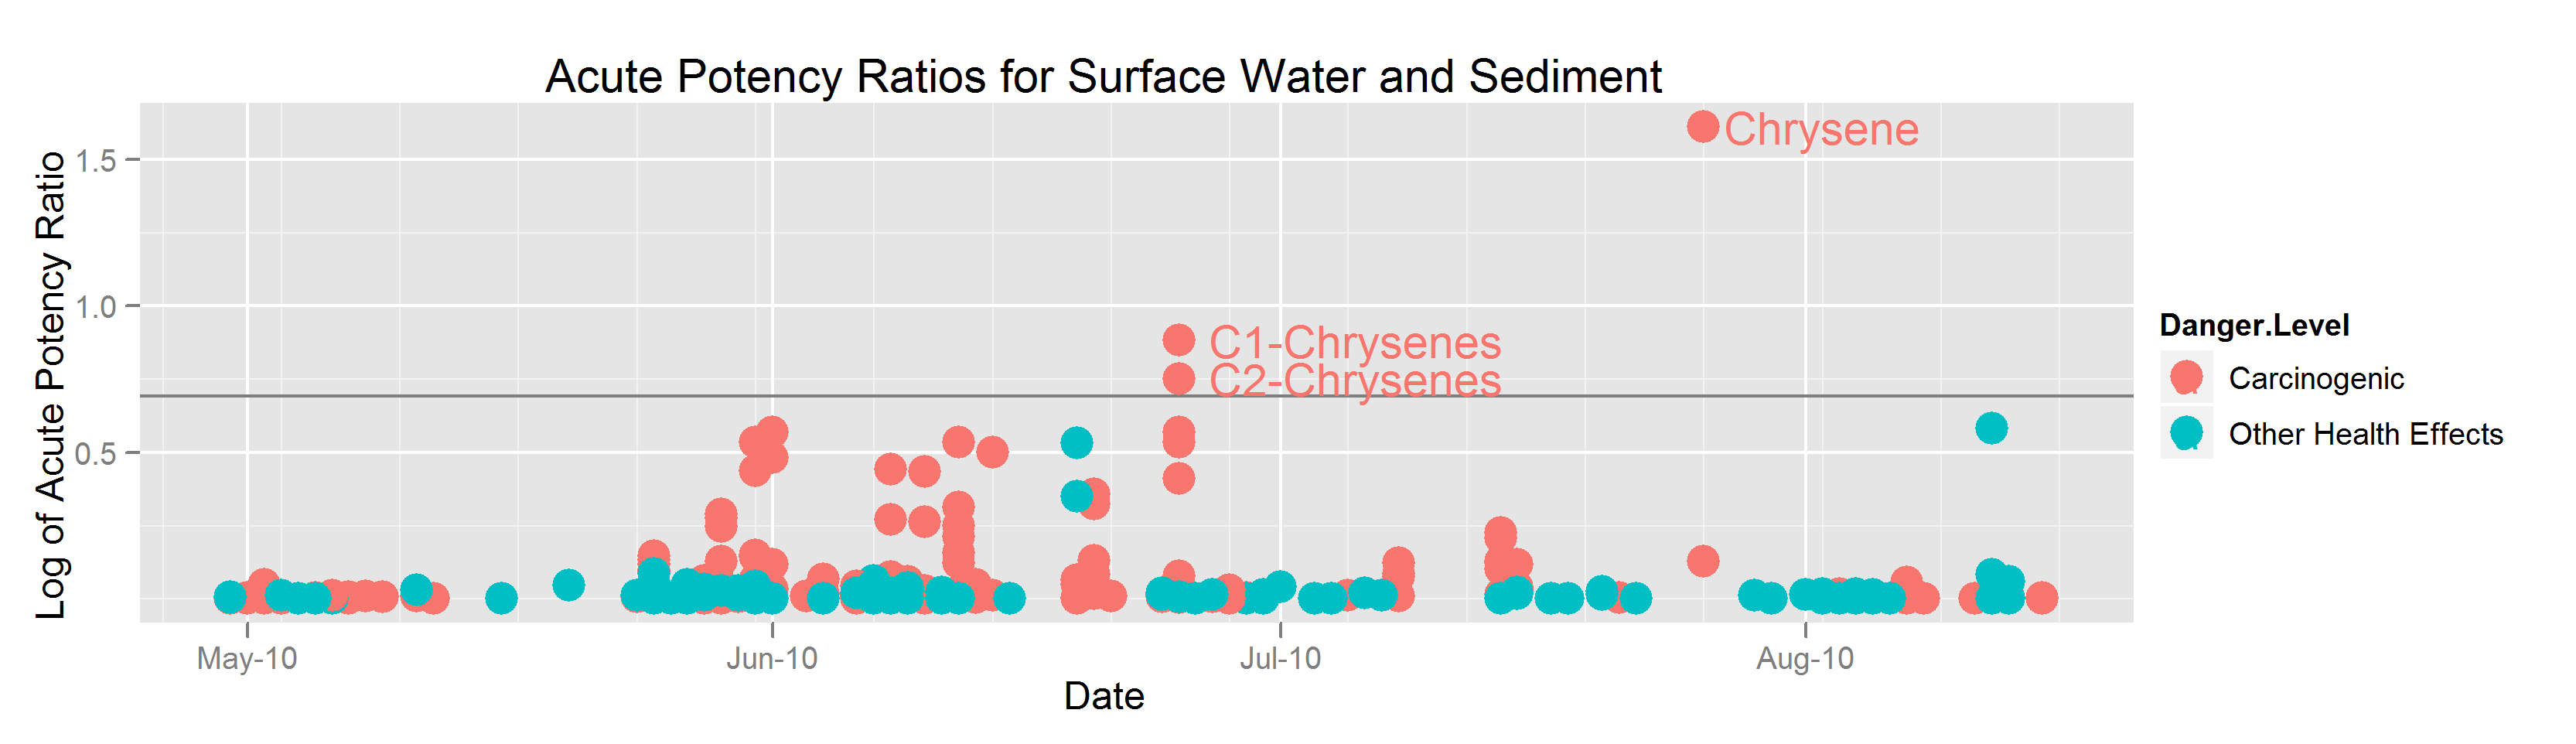 Acute Potency Ratios for Surface Water and Sediment
Log of Acute Potency Ratio
1.5
1.0
0.5
Chrysene
C1-Chrysenes
C2-Chrysenes
May-10
Jun-10
Jul-10
Aug-10
Date
Danger.Level
Carcinogenic
Other Health Effects